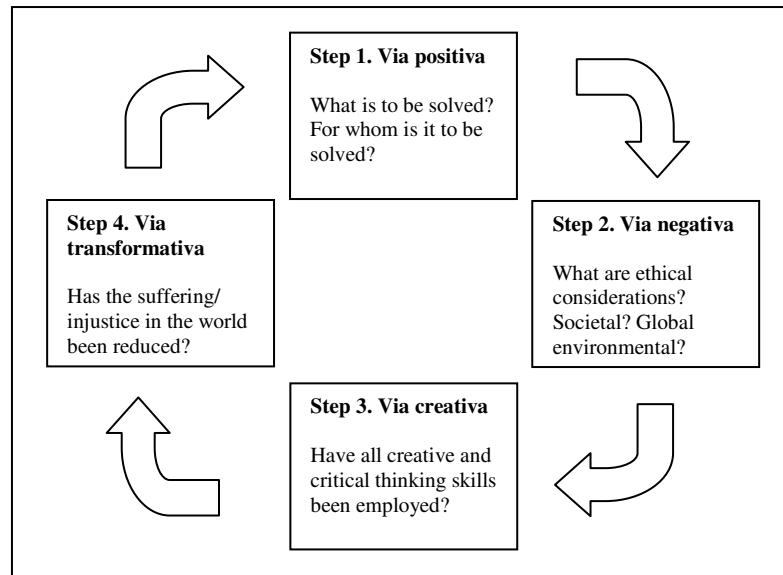 Step 1. Via positiva
What is to be solved?
For whom is it to be
solved?
Step 2. Via negativa
What are ethical
considerations?
Societal? Global
environmental?
Step 3. Via creativa
Have all creative and
critical thinking skills
been employed?
Step 4. Via
transformativa
Has the suffering/
injustice in the world
been reduced?